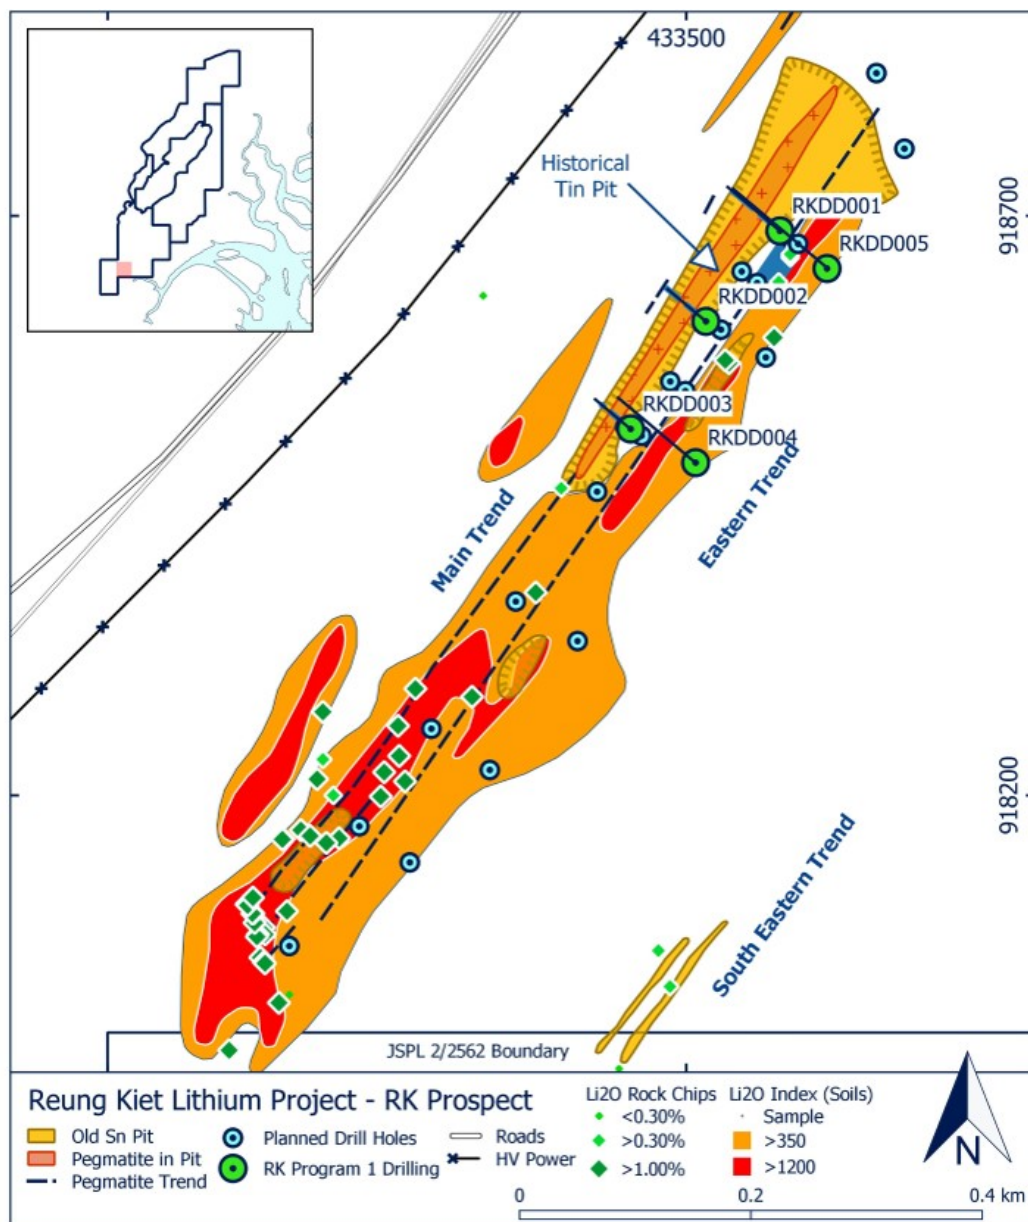 433500
Historical
Tin Pit
RKDD001
918700
RKDD005
RKDD002
RKDD003
RKDD004
Main Trend
Eastern Trend
918200
South Eastern Trend
JSPL 2/2562 Boundary
Reung Kiet Lithium Project - RK Prospect
Old Sn Pit
Pegmatite in Pit
Pegmatite Trend
Planned Drill Holes
RK Program 1 Drilling
Roads
HV Power
Li2O Rock Chips
<0.30%
>0.30%
>1.00%
Li2O Index (Soils)
Sample
>350
>1200
N
0
0.2
0.4 km